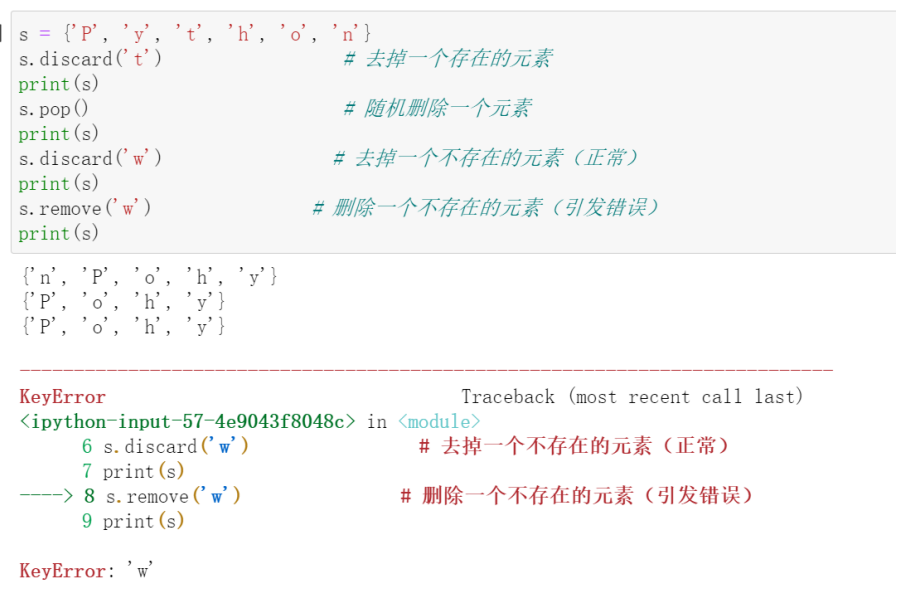 s = {'P', 'y', 't', 'h', 'o', 'n'}
s.discard('t') # 去掉一个存在的元素
print(s)
s.pop() # 随机删除一个元素
print(s)
s.discard('w') # 去掉一个不存在的元素（正常）
print(s)
s.remove('w') # 删除一个不存在的元素（引发错误）
print(s)
{'n', 'P', 'o', 'h', 'y'}
{'P', 'o', 'h', 'y'}
{'P', 'o', 'h', 'y'}
---------------------------------------------------------------------------
KeyError Traceback (most recent call last)
<ipython-input-57-4e9043f8048c> in <module>
6 s.discard('w') # 去掉一个不存在的元素（正常）
7 print(s)
----> 8 s.remove('w') # 删除一个不存在的元素（引发错误）
9 print(s)
KeyError: 'w'